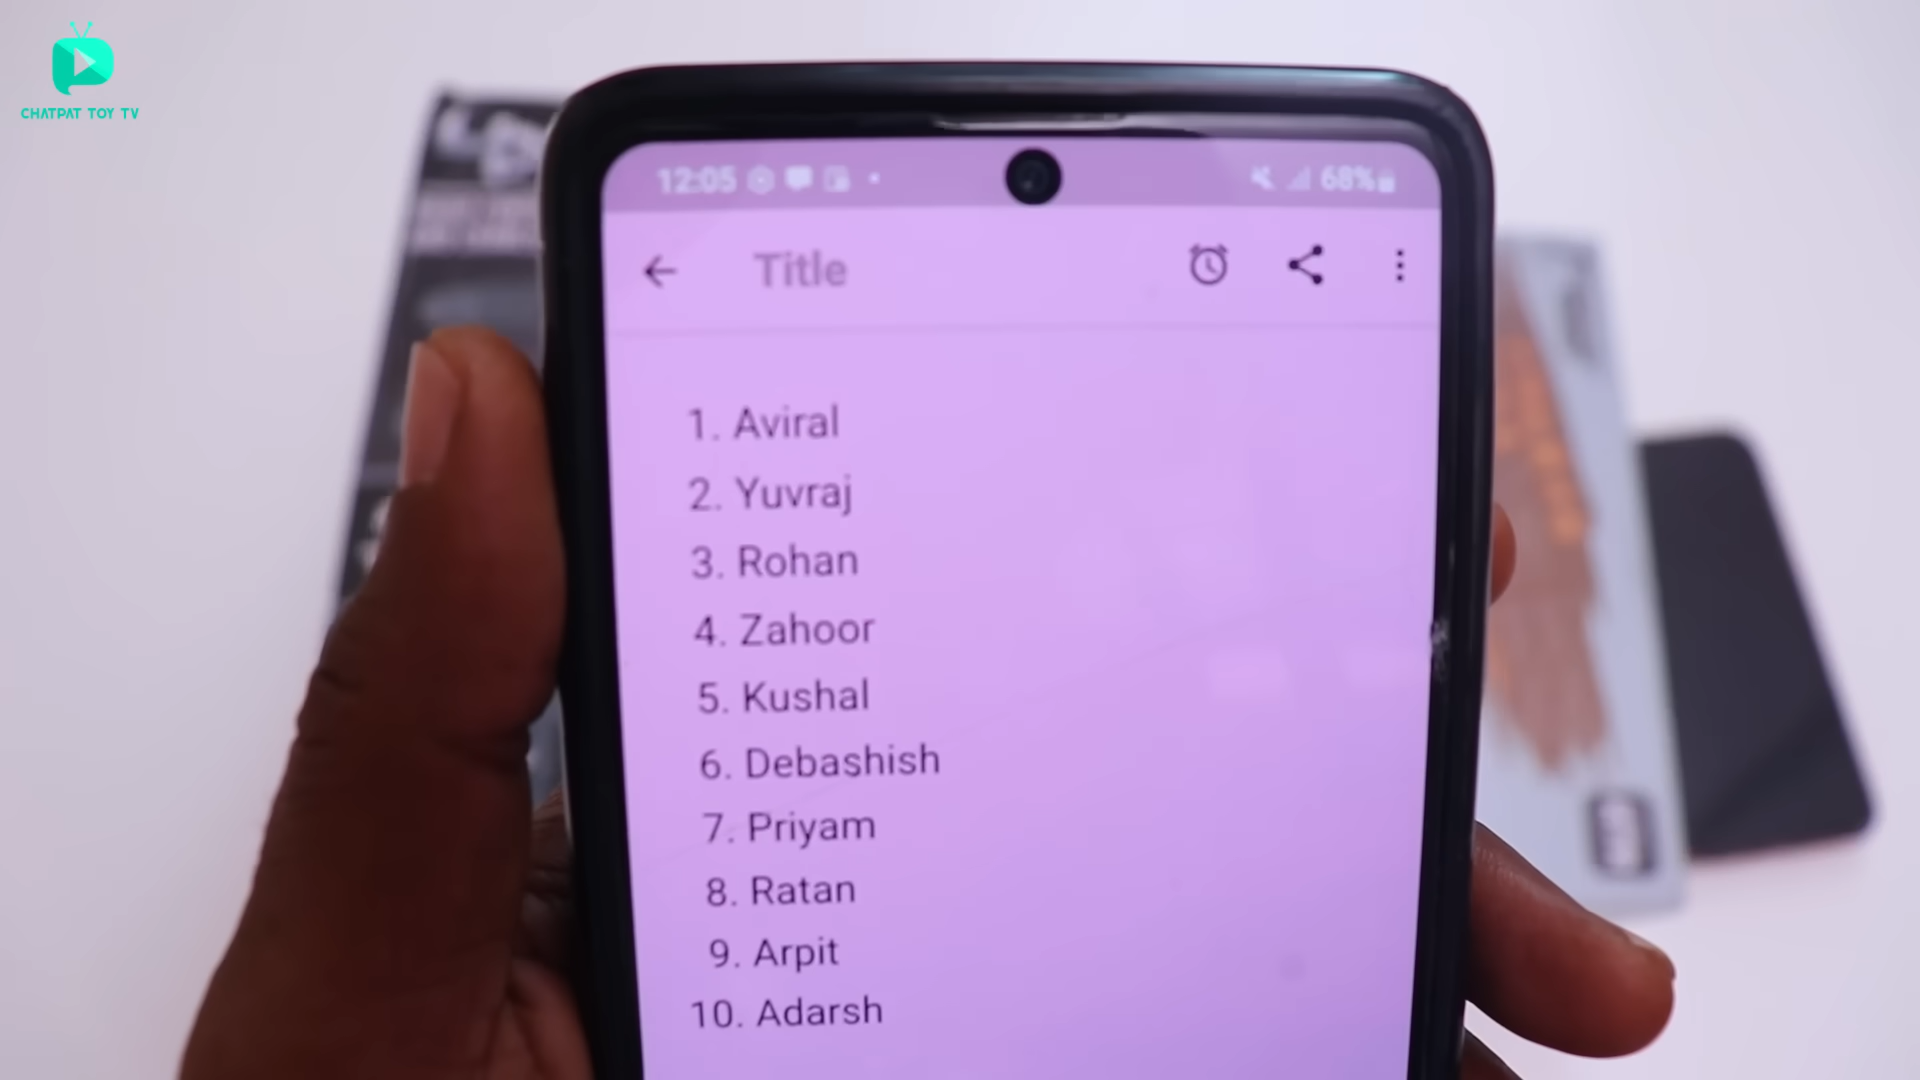 CHATPAT TOY TV
12:05
68%
Title
1. Aviral
2. Yuvraj
3. Rohan
4. Zahoor
5. Kushal
6. Debashish
7. Priyam
8. Ratan
9. Arpit
10. Adarsh